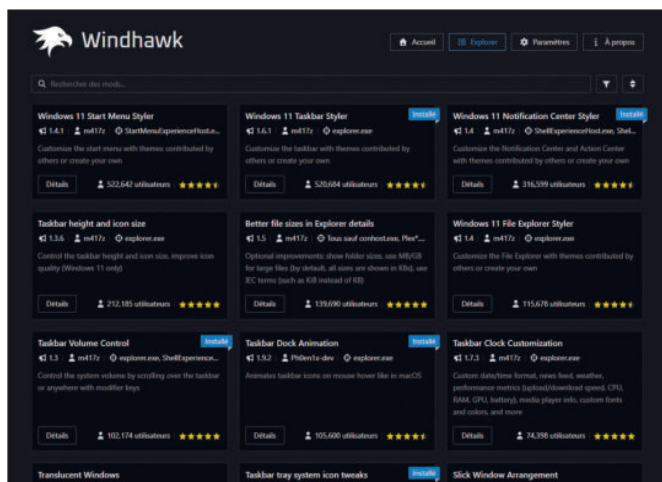 Windhawk
Accueil
Explorer
Paramètres
À propos
Rechercher des mods...
Windows 11 Start Menu Styler
1.4.1 m417z StartMenuExperienceHost.e...
Customize the start menu with themes contributed by
others or create your own
Détails 522,642 utilisateurs
Windows 11 Taskbar Styler
Installé
1.6.1 m417z explorer.exe
Customize the taskbar with themes contributed by
others or create your own
Détails 520,684 utilisateurs
Windows 11 Notification Center Styler
Installé
1.4 m417z ShellExperienceHost.exe, Shel...
Customize the Notification Center and Action Center
with themes contributed by others or create your own
Détails 316,599 utilisateurs
Taskbar height and icon size
1.3.6 m417z explorer.exe
Control the taskbar height and icon size, improve icon
quality (Windows 11 only)
Détails 212,185 utilisateurs
Better file sizes in Explorer details
1.5 m417z Tous sauf conhost.exe, Plex*...
Optional improvements: show folder sizes, use MB/GB
for large files (by default, all sizes are shown in KBs), use
IEC terms (such as KiB instead of KB)
Détails 139,690 utilisateurs
Windows 11 File Explorer Styler
1.4 m417z explorer.exe
Customize the File Explorer with themes contributed by
others or create your own
Détails 115,678 utilisateurs
Taskbar Volume Control
Installé
1.3 m417z explorer.exe, ShellExperience...
Control the system volume by scrolling over the taskbar
or anywhere with modifier keys
Détails 102,174 utilisateurs
Taskbar Dock Animation
Installé
1.9.2 Ph0en1x-dev explorer.exe
Animates taskbar icons on mouse hover like in macOS
Détails 105,600 utilisateurs
Taskbar Clock Customization
1.7.3 m417z explorer.exe
Custom date/time format, news feed, weather,
performance metrics (upload/download speed, CPU,
RAM, GPU, battery), media player info, custom fonts
and colors, and more
Détails 74,398 utilisateurs
Translucent Windows
Taskbar tray system icon tweaks
Installé
Slick Window Arrangement